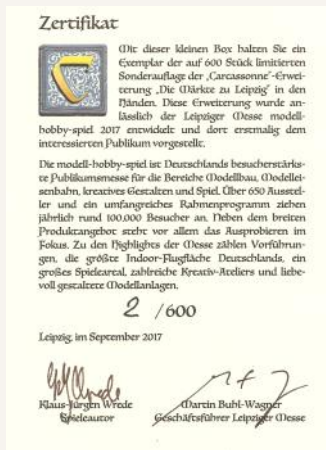 Zertifikat
C
Mit dieser kleinen Box halten Sie ein
Exemplar der auf 600 Stück limitierten
Sonderauflage der „Carcassonne“-Erwei-
terung „Die Märkte zu Leipzig“ in den
Händen. Diese Erweiterung wurde an-
lässlich der Leipziger Messe modell-
hobby-spiel 2017 entwickelt und dort erstmalig dem
interessierten Publikum vorgestellt.
Die modell-hobby-spiel ist Deutschlands besucherstärks-
te Publikumsmesse für die Bereiche Modellbau, Modellei-
senbahn, kreatives Gestalten und Spiel. Über 650 Ausstel-
ler und ein umfangreiches Rahmenprogramm ziehen
jährlich rund 100.000 Besucher an. Neben dem breiten
Produktangebot steht vor allem das Ausprobieren im
Fokus. Zu den Highlights der Messe zählen Vorführun-
gen, die größte Indoor-Flugfläche Deutschlands, ein
großes Spieleareal, zahlreiche Kreativ-Ateliers und liebe-
voll gestaltete Modellanlagen.
2 /600
Leipzig, im September 2017
Klaus-Jürgen Wrede
Spieleautor
Martin Buhl-Wagner
Geschäftsführer Leipziger Messe